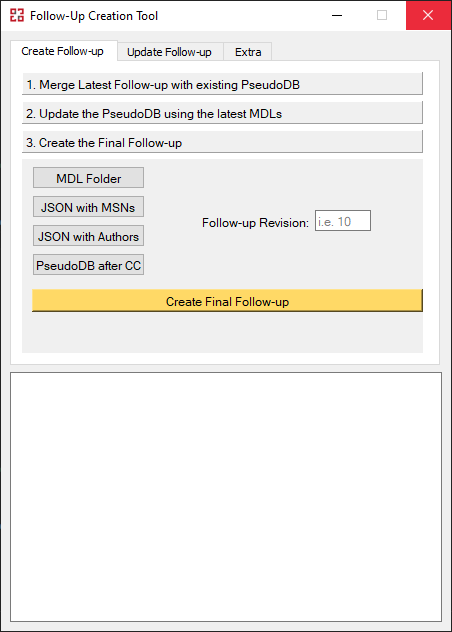 Follow-Up Creation Tool
Create Follow-up
Update Follow-up
Extra
1. Merge Latest Follow-up with existing PseudoDB
2. Update the PseudoDB using the latest MDLs
3. Create the Final Follow-up
MDL Folder
JSON with MSNs
Follow-up Revision: i.e. 10
JSON with Authors
PseudoDB after CC
Create Final Follow-up